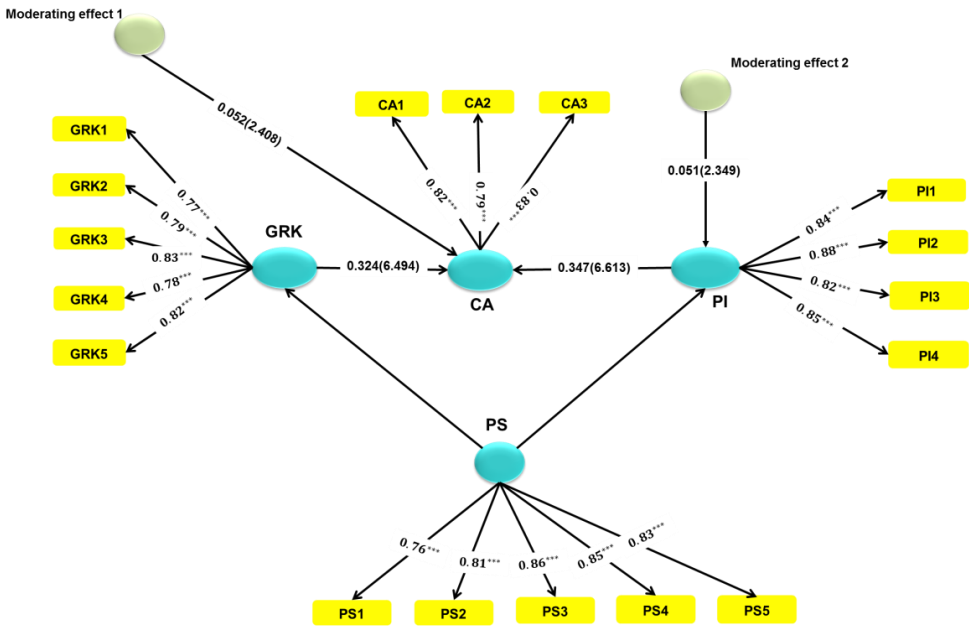 Moderating effect 1
Moderating effect 2
0.052(2.408)
CA1
CA2
CA3
0.82***
0.79***
0.83***
0.051(2.349)
GRK1
GRK2
GRK3
GRK4
GRK5
0.77***
0.79***
0.83***
0.78***
0.82***
GRK
0.324(6.494)
CA
0.347(6.613)
PI
PI1
PI2
PI3
PI4
0.84***
0.88***
0.82***
0.85***
PS
0.76***
0.81***
0.86***
0.85***
0.83***
PS1
PS2
PS3
PS4
PS5